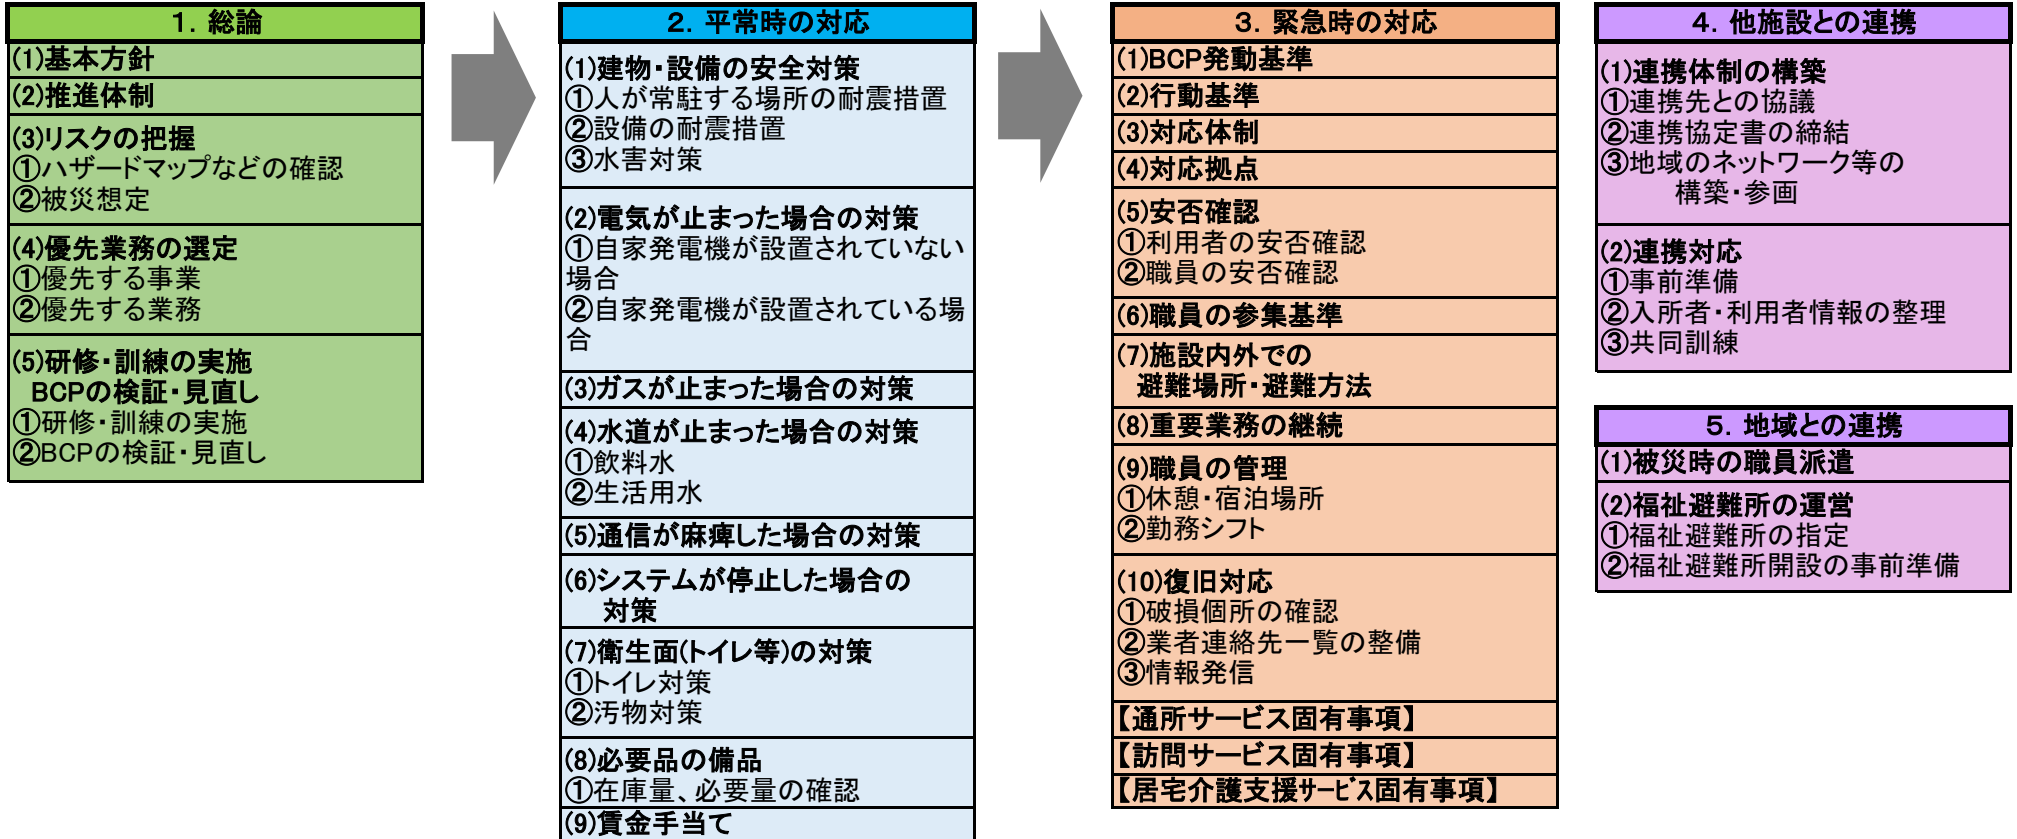 1．総論
(1)基本方針
(2)推進体制
(3)リスクの把握
①ハザードマップなどの確認
②被災想定
(4)優先業務の選定
①優先する事業
②優先する業務
(5)研修・訓練の実施
BCPの検証・見直し
①研修・訓練の実施
②BCPの検証・見直し
2．平常時の対応
(1)建物・設備の安全対策
①人が常駐する場所の耐震措置
②設備の耐震措置
③水害対策
(2)電気が止まった場合の対策
①自家発電機が設置されていない
場合
②自家発電機が設置されている場
合
(3)ガスが止まった場合の対策
(4)水道が止まった場合の対策
①飲料水
②生活用水
(5)通信が麻痺した場合の対策
(6)システムが停止した場合の
対策
(7)衛生面(トイレ等)の対策
①トイレ対策
②汚物対策
(8)必要品の備品
①在庫量、必要量の確認
(9)賃金手当て
3．緊急時の対応
(1)BCP発動基準
(2)行動基準
(3)対応体制
(4)対応拠点
(5)安否確認
①利用者の安否確認
②職員の安否確認
(6)職員の参集基準
(7)施設内外での
避難場所・避難方法
(8)重要業務の継続
(9)職員の管理
①休憩・宿泊場所
②勤務シフト
(10)復旧対応
①破損個所の確認
②業者連絡先一覧の整備
③情報発信
【通所サービス固有事項】
【訪問サービス固有事項】
【居宅介護支援ｻｰﾋﾞｽ固有事項】
4．他施設との連携
(1)連携体制の構築
①連携先との協議
②連携協定書の締結
③地域のネットワーク等の
構築・参画
(2)連携対応
①事前準備
②入所者・利用者情報の整理
③共同訓練
5．地域との連携
(1)被災時の職員派遣
(2)福祉避難所の運営
①福祉避難所の指定
②福祉避難所開設の事前準備